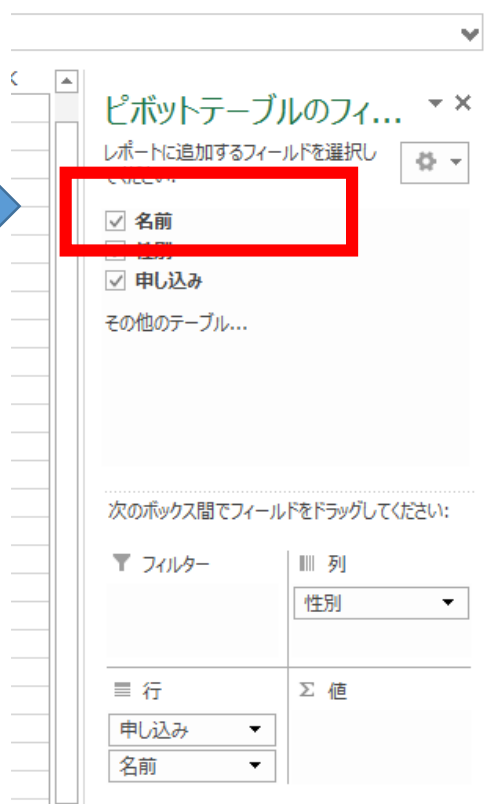 ピボットテーブルのフィ...
レポートに追加するフィールドを選択し
名前
申し込み
その他のテーブル...
次のボックス間でフィールドをドラッグしてください:
フィルター
列
性別
行
Σ 値
申し込み
名前